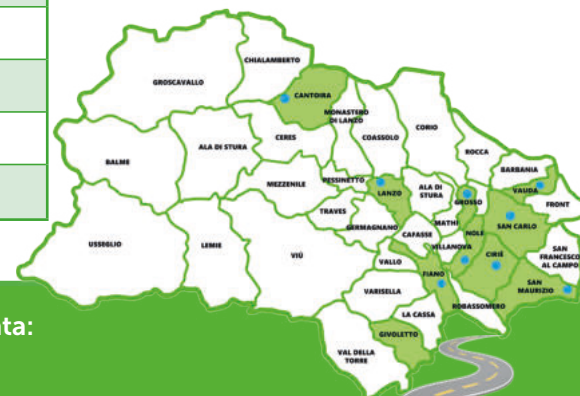 CHIALAMBERTO
GROSCAVALLO
CANTOIRA
MONASTERO
DI LANZO
CORIO
COASSOLO
CERES
ALA DI STURA
ROCCA
BALME
BARBANIA
MEZZENILE
PESSINETTO
LANZO
ALA DI
STURA
GROSSO
VAUDA
FRONT
TRAVES
GERMAGNANO
MATHI
CAFASSE
NOLE
SAN CARLO
USSEGLIO
LEMIE
VIÙ
VILLANOVA
CIRIÈ
SAN
FRANCESCO
AL CAMPO
VALLO
FIANO
SAN
MAURIZIO
VARISELLA
ROBASSOMERO
LA CASSA
GIVOLETTO
VAL DELLA
TORRE
ata: